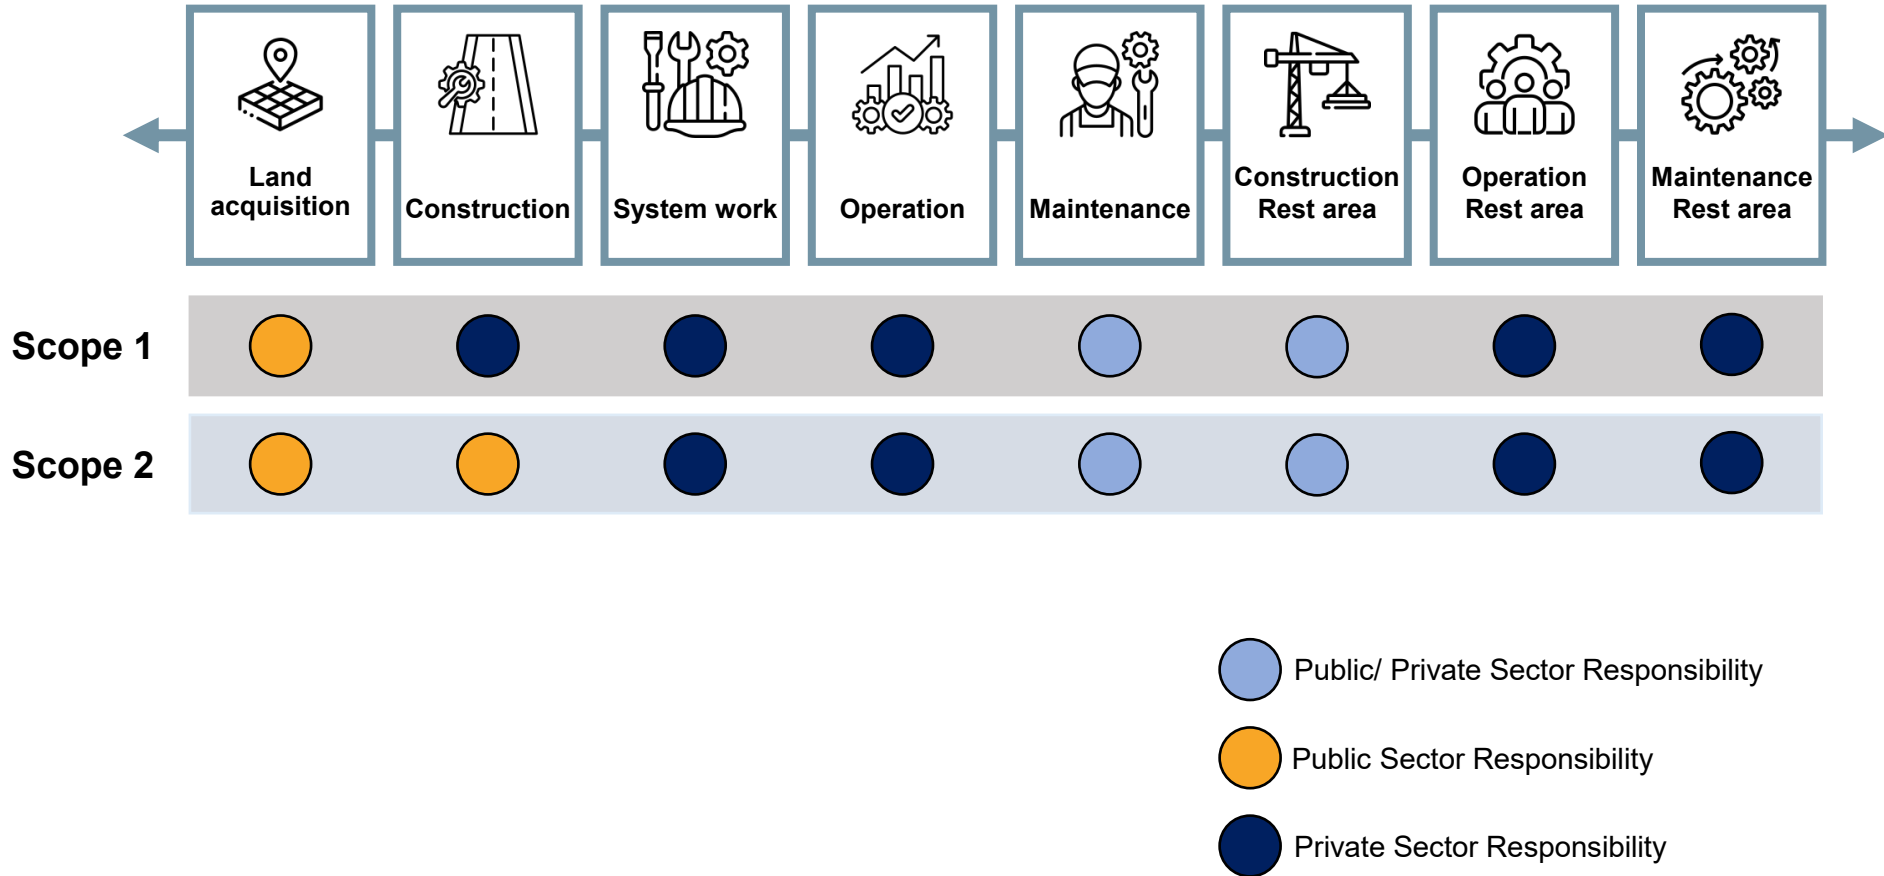 Land
acquisition
Construction
System work
Operation
Maintenance
Construction
Rest area
Operation
Rest area
Maintenance
Rest area
Scope 1
Scope 2
Public/ Private Sector Responsibility
Public Sector Responsibility
Private Sector Responsibility